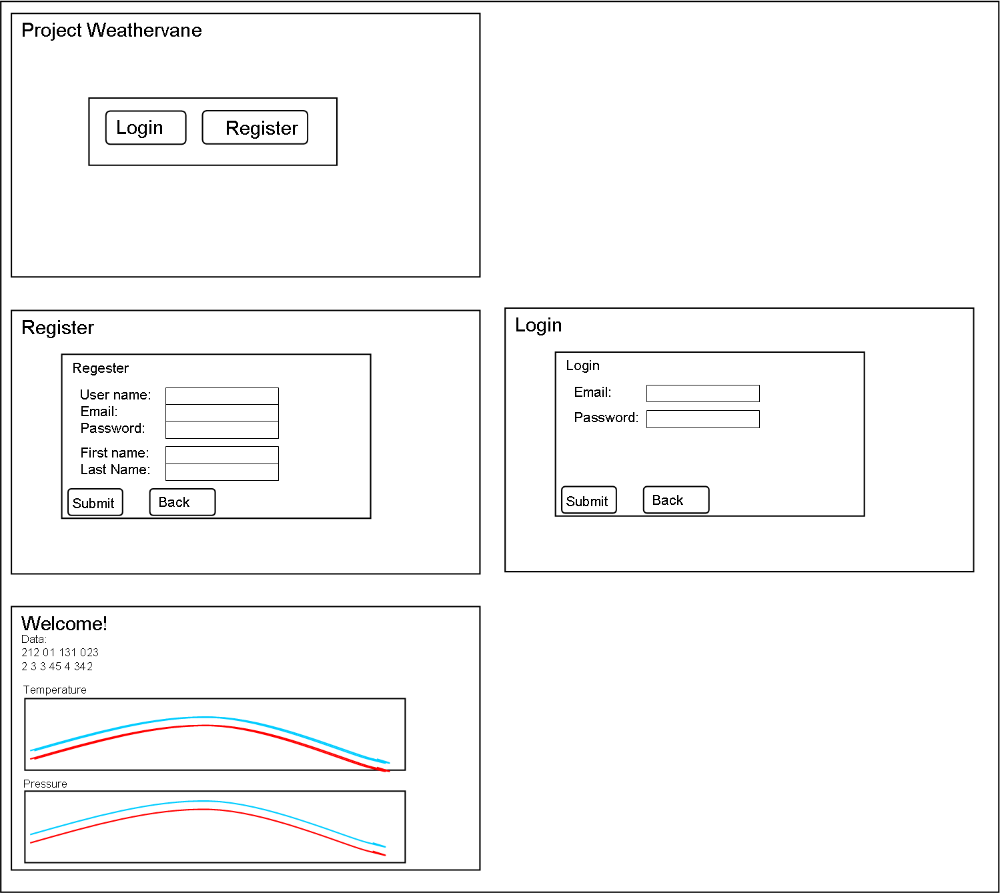 Project Weathervane
Login Register
Register
Regester
User name:
Email:
Password:
First name:
Last Name:
Submit Back
Login
Login
Email:
Password:
Submit Back
Welcome!
Data:
212 01 131 023
2 3 3 45 4 342
Temperature
Pressure